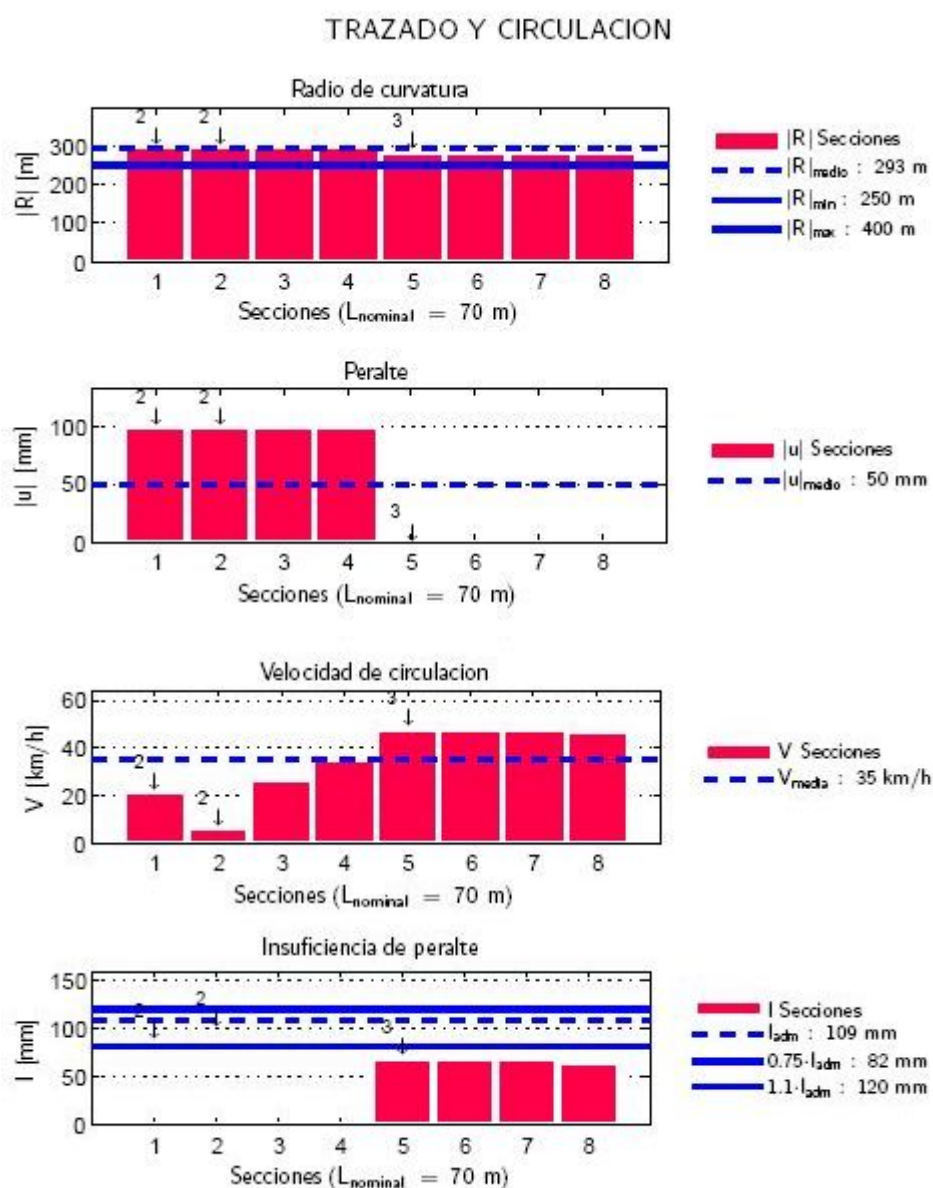 TRAZADO Y CIRCULACION
Radio de curvatura
2 2 3
300
200
100
0
|R| [m]
1 2 3 4 5 6 7 8
Secciones (Lnominal = 70 m)
|R| Secciones
|R|medio : 293 m
|R|min : 250 m
|R|max : 400 m
Peralte
2 2
100
50
3
0
|u| [mm]
1 2 3 4 5 6 7 8
Secciones (Lnominal = 70 m)
|u| Secciones
|u|medio : 50 mm
Velocidad de circulacion
60
3
40
2
2
20
0
V [km/h]
1 2 3 4 5 6 7 8
Secciones (Lnominal = 70 m)
V Secciones
Vmedia : 35 km/h
Insuficiencia de peralte
150
2
2
100
3
50
0
I [mm]
1 2 3 4 5 6 7 8
Secciones (Lnominal = 70 m)
I Secciones
Iadm : 109 mm
0.75·Iadm : 82 mm
1.1·Iadm : 120 mm